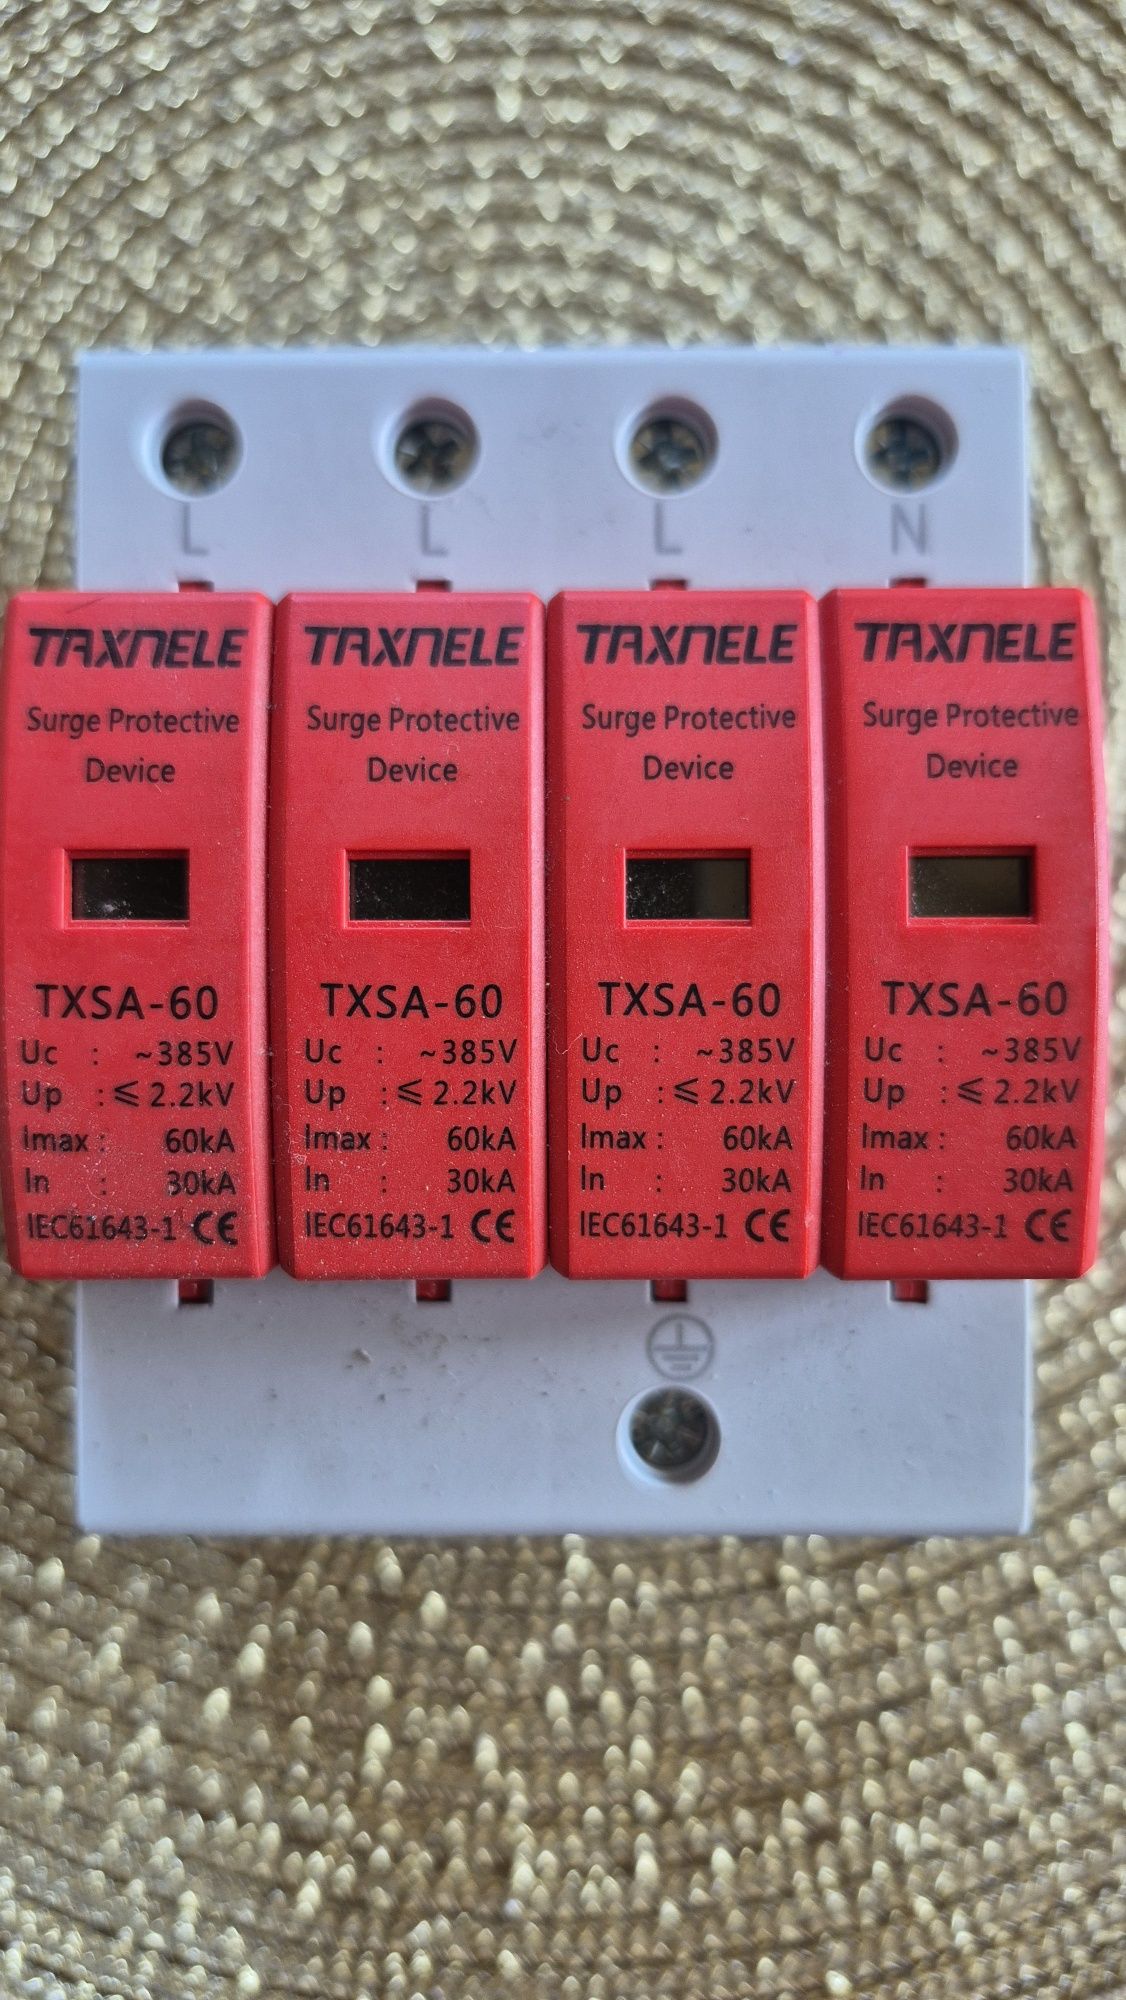 L L L N
TAXNELE
Surge Protective
Device
TXSA-60
Uc : ~385V
Up :≤ 2.2kV
Imax : 60kA
In : 30kA
IEC61643-1 CE
TAXNELE
Surge Protective
Device
TXSA-60
Uc : ~385V
Up :≤ 2.2kV
Imax : 60kA
In : 30kA
IEC61643-1 CE
TAXNELE
Surge Protective
Device
TXSA-60
Uc : ~385V
Up :≤ 2.2kV
Imax : 60kA
In : 30kA
IEC61643-1 CE
TAXNELE
Surge Protective
Device
TXSA-60
Uc : ~385V
Up :≤ 2.2kV
Imax : 60kA
In : 30kA
IEC61643-1 CE